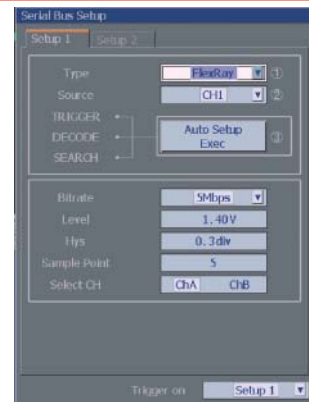 Serial Bus Setup
Setup 1 Setup 2
Type FlexRay ①
Source CH1 ②
TRIGGER
DECODE Auto Setup Exec ③
SEARCH
Bitrate 5Mbps
Level 1.40V
Hys 0.3div
Sample Point 5
Select CH ChA ChB
Trigger on Setup 1